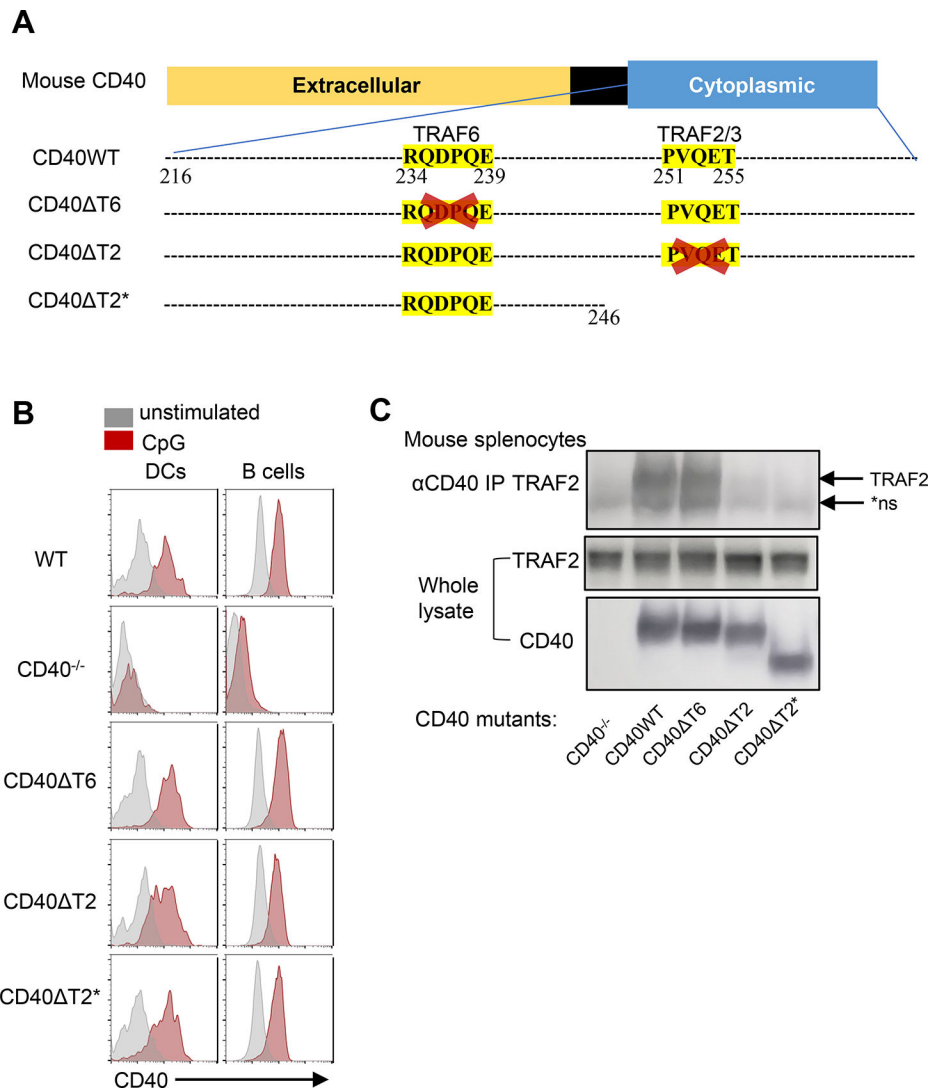 A
Mouse CD40
Extracellular
Cytoplasmic
TRAF6
TRAF2/3
CD40WT
RQDPQE
PVQET
216
234
239
251
255
CD40ΔT6
RQDPQE
PVQET
CD40ΔT2
RQDPQE
PVQET
CD40ΔT2*
RQDPQE
246
B
unstimulated
CpG
DCs
B cells
WT
CD40-/-
CD40ΔT6
CD40ΔT2
CD40ΔT2*
CD40
C
Mouse splenocytes
αCD40 IP TRAF2
TRAF2
*ns
Whole
lysate
TRAF2
CD40
CD40 mutants:
CD40-/-
CD40WT
CD40ΔT6
CD40ΔT2
CD40ΔT2*